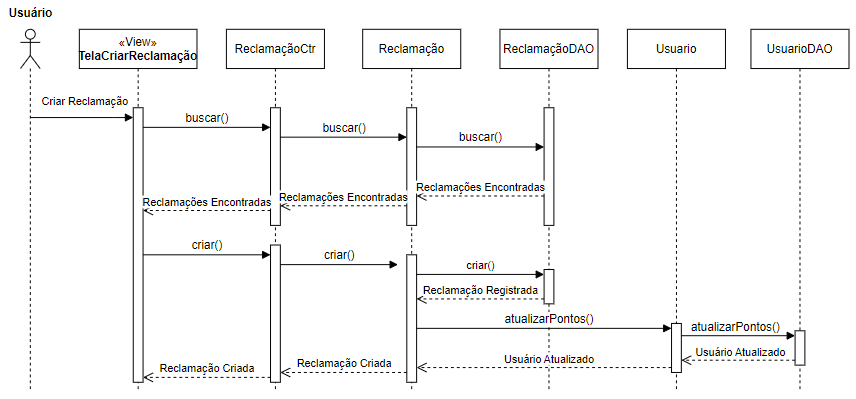 Usuário
«View»
TelaCriarReclamação
ReclamaçãoCtr
Reclamação
ReclamaçãoDAO
Usuario
UsuarioDAO
Criar Reclamação
buscar()
buscar()
buscar()
Reclamações Encontradas
Reclamações Encontradas
Reclamações Encontradas
criar()
criar()
criar()
Reclamação Registrada
atualizarPontos()
atualizarPontos()
Usuário Atualizado
Usuário Atualizado
Reclamação Criada
Reclamação Criada